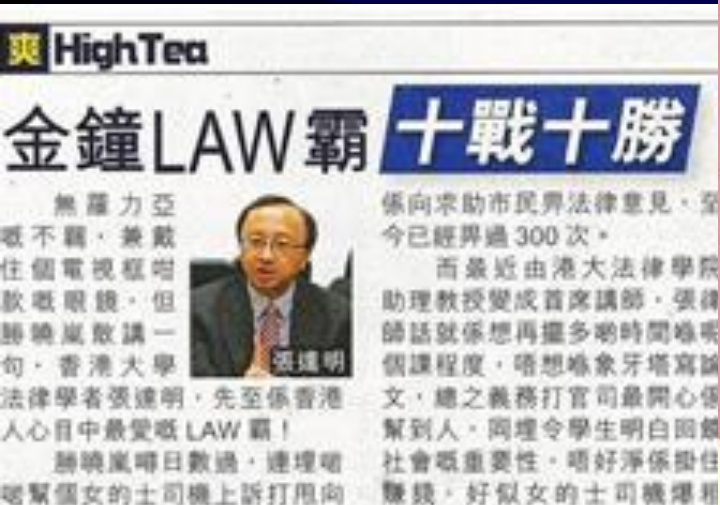 爽 HighTea
金鐘LAW霸 十戰十勝
無羅力亞
嘅不羈，兼戴
住個電視框咁
款嘅眼鏡，但
勝曉嵐敢講一
句，香港大學
法律學者張達明，先至係香港
人心目中最愛嘅 LAW 霸！
勝曉嵐啱日數過，連埋啱
啱幫個女的士司機上訴打甩向
張達明
係向求助市民畀法律意見，至
今已經畀過 300 次。
而最近由港大法律學院
助理教授變成首席講師，張律
師話就係想再擺多啲時間喺呢
個課程度，唔想喺象牙塔寫論
文，總之義務打官司最開心係
幫到人，同埋令學生明白回饋
社會嘅重要性，唔好淨係掛住
賺錢，好似女的士司機爆粗